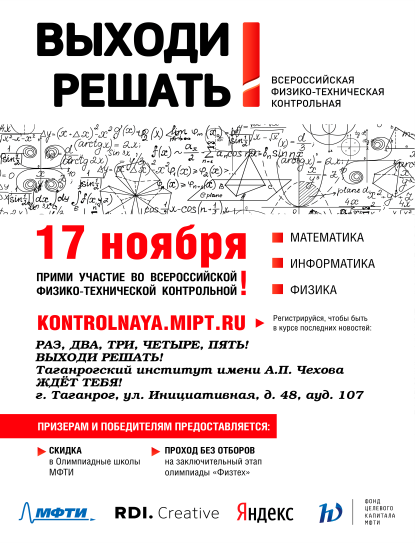 ВЫХОДИ
РЕШАТЬ!
ВСЕРОССИЙСКАЯ
ФИЗИКО-ТЕХНИЧЕСКАЯ
КОНТРОЛЬНАЯ
17 ноября
ПРИМИ УЧАСТИЕ ВО ВСЕРОССИЙСКОЙ
ФИЗИКО-ТЕХНИЧЕСКОЙ КОНТРОЛЬНОЙ!
МАТЕМАТИКА
ИНФОРМАТИКА
ФИЗИКА
KONTROLNAYA.MIPT.RU
Регистрируйся, чтобы быть
в курсе последних новостей:
РАЗ, ДВА, ТРИ, ЧЕТЫРЕ, ПЯТЬ!
ВЫХОДИ РЕШАТЬ!
Таганрогский институт имени А.П. Чехова
ЖДЁТ ТЕБЯ!
г. Таганрог, ул. Инициативная, д. 48, ауд. 107
ПРИЗЕРАМ И ПОБЕДИТЕЛЯМ ПРЕДОСТАВЛЯЕТСЯ:
СКИДКА
в Олимпиадные школы
МФТИ
ПРОХОД БЕЗ ОТБОРОВ
на заключительный этап
олимпиады «Физтех»
МФТИ
RDI. Creative
Яндекс
ФОНД
ЦЕЛЕВОГО
КАПИТАЛА
МФТИ